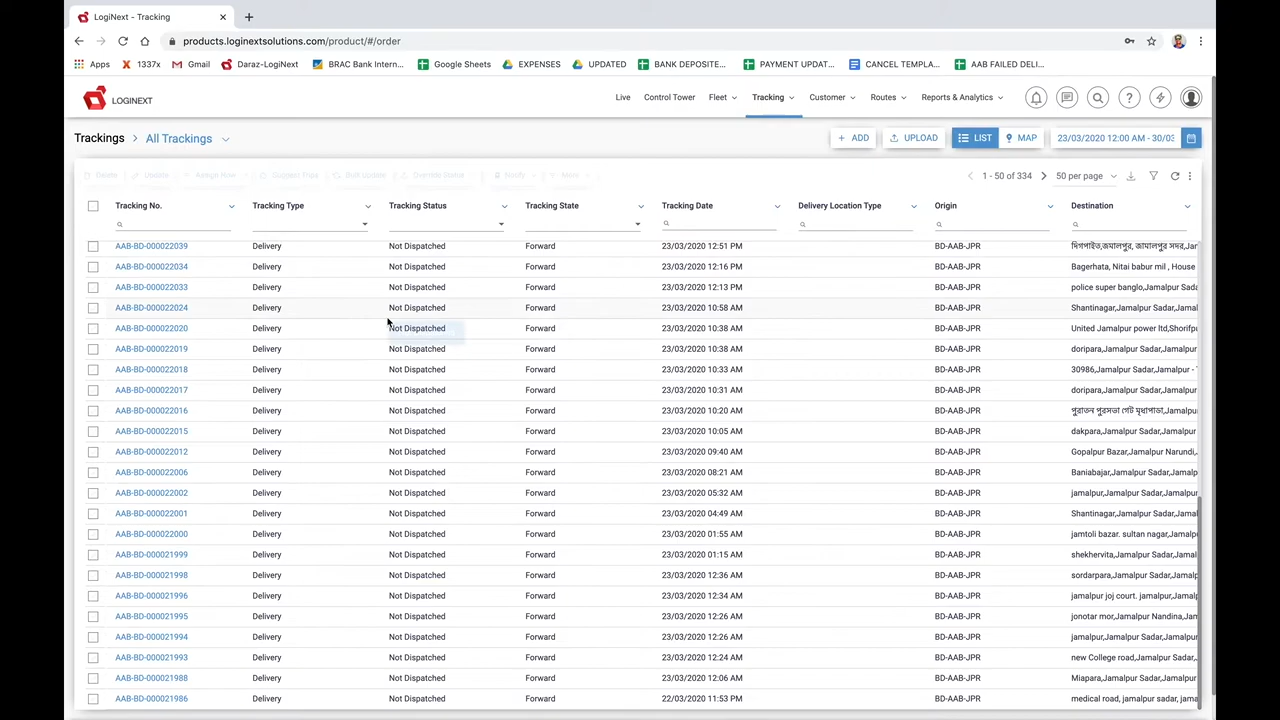 LogiNext - Tracking
products.loginextsolutions.com/product/#/order
Apps 1337x Gmail Daraz-LogiNext BRAC Bank Intern... Google Sheets EXPENSES UPDATED BANK DEPOSITE... PAYMENT UPDAT... CANCEL TEMPLA... AAB FAILED DELI...
LOGINEXT Live Control Tower Fleet Tracking Customer Routes Reports & Analytics
Trackings > All Trackings + ADD UPLOAD LIST MAP 23/03/2020 12:00 AM - 30/03
Delete Assign Now Suggest Trips Bulk Update Override Status Notify More 1 - 50 of 334 50 per page
Tracking No. Tracking Type Tracking Status Tracking State Tracking Date Delivery Location Type Origin Destination
AAB-BD-000022039 Delivery Not Dispatched Forward 23/03/2020 12:51 PM BD-AAB-JPR দিগপাইত,জমালপুর, জামালপুর সদর,Jar
AAB-BD-000022034 Delivery Not Dispatched Forward 23/03/2020 12:16 PM BD-AAB-JPR Bagerhata, Nitai babur mil , House
AAB-BD-000022033 Delivery Not Dispatched Forward 23/03/2020 12:13 PM BD-AAB-JPR police super banglo,Jamalpur Sada
AAB-BD-000022024 Delivery Not Dispatched Forward 23/03/2020 10:58 AM BD-AAB-JPR Shantinagar,Jamalpur Sadar,Jamal
AAB-BD-000022020 Delivery Not Dispatched Forward 23/03/2020 10:38 AM BD-AAB-JPR United Jamalpur power ltd,Shorifpu
AAB-BD-000022019 Delivery Not Dispatched Forward 23/03/2020 10:38 AM BD-AAB-JPR doripara,Jamalpur Sadar,Jamalpur
AAB-BD-000022018 Delivery Not Dispatched Forward 23/03/2020 10:33 AM BD-AAB-JPR 30986,Jamalpur Sadar,Jamalpur -
AAB-BD-000022017 Delivery Not Dispatched Forward 23/03/2020 10:31 AM BD-AAB-JPR doripara,Jamalpur Sadar,Jamalpur
AAB-BD-000022016 Delivery Not Dispatched Forward 23/03/2020 10:20 AM BD-AAB-JPR পুরাতন পুরসভা গেট মৃধাপাডা,Jamalpur
AAB-BD-000022015 Delivery Not Dispatched Forward 23/03/2020 10:05 AM BD-AAB-JPR dakpara,Jamalpur Sadar,Jamalpur
AAB-BD-000022012 Delivery Not Dispatched Forward 23/03/2020 09:40 AM BD-AAB-JPR Gopalpur Bazar,Jamalpur Narundi,
AAB-BD-000022006 Delivery Not Dispatched Forward 23/03/2020 08:21 AM BD-AAB-JPR Baniabajar,Jamalpur Sadar,Jamalp
AAB-BD-000022002 Delivery Not Dispatched Forward 23/03/2020 05:32 AM BD-AAB-JPR jamalpur,Jamalpur Sadar,Jamalpur
AAB-BD-000022001 Delivery Not Dispatched Forward 23/03/2020 04:49 AM BD-AAB-JPR Shantinagar,Jamalpur Sadar,Jamal
AAB-BD-000022000 Delivery Not Dispatched Forward 23/03/2020 01:55 AM BD-AAB-JPR jamtoli bazar. sultan nagar,Jamalp
AAB-BD-000021999 Delivery Not Dispatched Forward 23/03/2020 01:15 AM BD-AAB-JPR shekhervita,Jamalpur Sadar,Jamalp
AAB-BD-000021998 Delivery Not Dispatched Forward 23/03/2020 12:36 AM BD-AAB-JPR sordarpara,Jamalpur Sadar,Jamalp
AAB-BD-000021996 Delivery Not Dispatched Forward 23/03/2020 12:34 AM BD-AAB-JPR jamalpur joj court. jamalpur,Jamalp
AAB-BD-000021995 Delivery Not Dispatched Forward 23/03/2020 12:26 AM BD-AAB-JPR jonotar mor,Jamalpur Nandina,Jam
AAB-BD-000021994 Delivery Not Dispatched Forward 23/03/2020 12:26 AM BD-AAB-JPR jamalpur,Jamalpur Sadar,Jamalpur
AAB-BD-000021993 Delivery Not Dispatched Forward 23/03/2020 12:24 AM BD-AAB-JPR new College road,Jamalpur Sadar,
AAB-BD-000021988 Delivery Not Dispatched Forward 23/03/2020 12:06 AM BD-AAB-JPR Miapara,Jamalpur Sadar,Jamalpur
AAB-BD-000021986 Delivery Not Dispatched Forward 22/03/2020 11:53 PM BD-AAB-JPR medical road, jamalpur sadar, jama